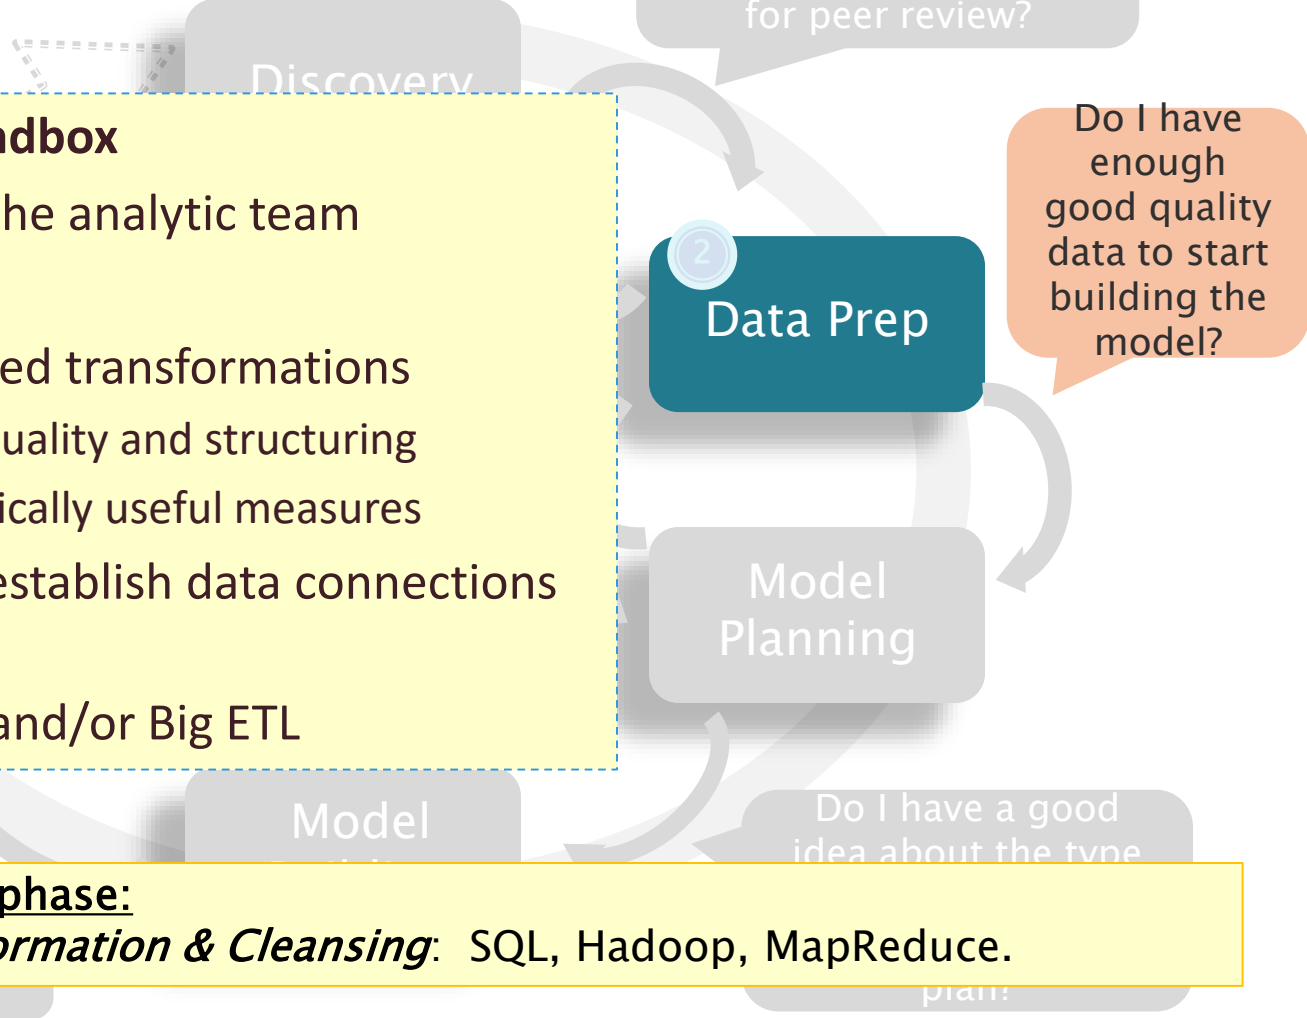 for peer review?
Discovery
ndbox
he analytic team
ed transformations
uality and structuring
ically useful measures
establish data connections
and/or Big ETL
2
Data Prep
Do I have
enough
good quality
data to start
building the
model?
Model
Planning
Model
Do I have a good
idea about the type
phase:
ormation & Cleansing: SQL, Hadoop, MapReduce.
plan?